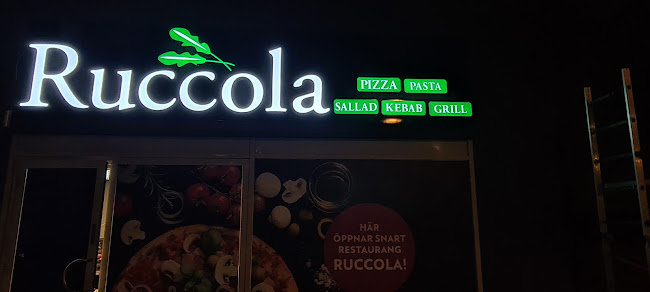 Ruccola
PIZZA PASTA
SALLAD KEBAB GRILL
HÄR
ÖPPNAR SNART
RESTAURANG
RUCCOLA!